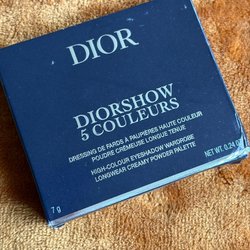 DIOR
DIORSHOW
5 COULEURS
DRESSING DE FARDS À PAUPIÈRES HAUTE COULEUR
POUDRE CRÉMEUSE LONGUE TENUE
HIGH-COLOUR EYESHADOW WARDROBE
LONGWEAR CREAMY POWDER PALETTE
7 g
NET WT. 0.24